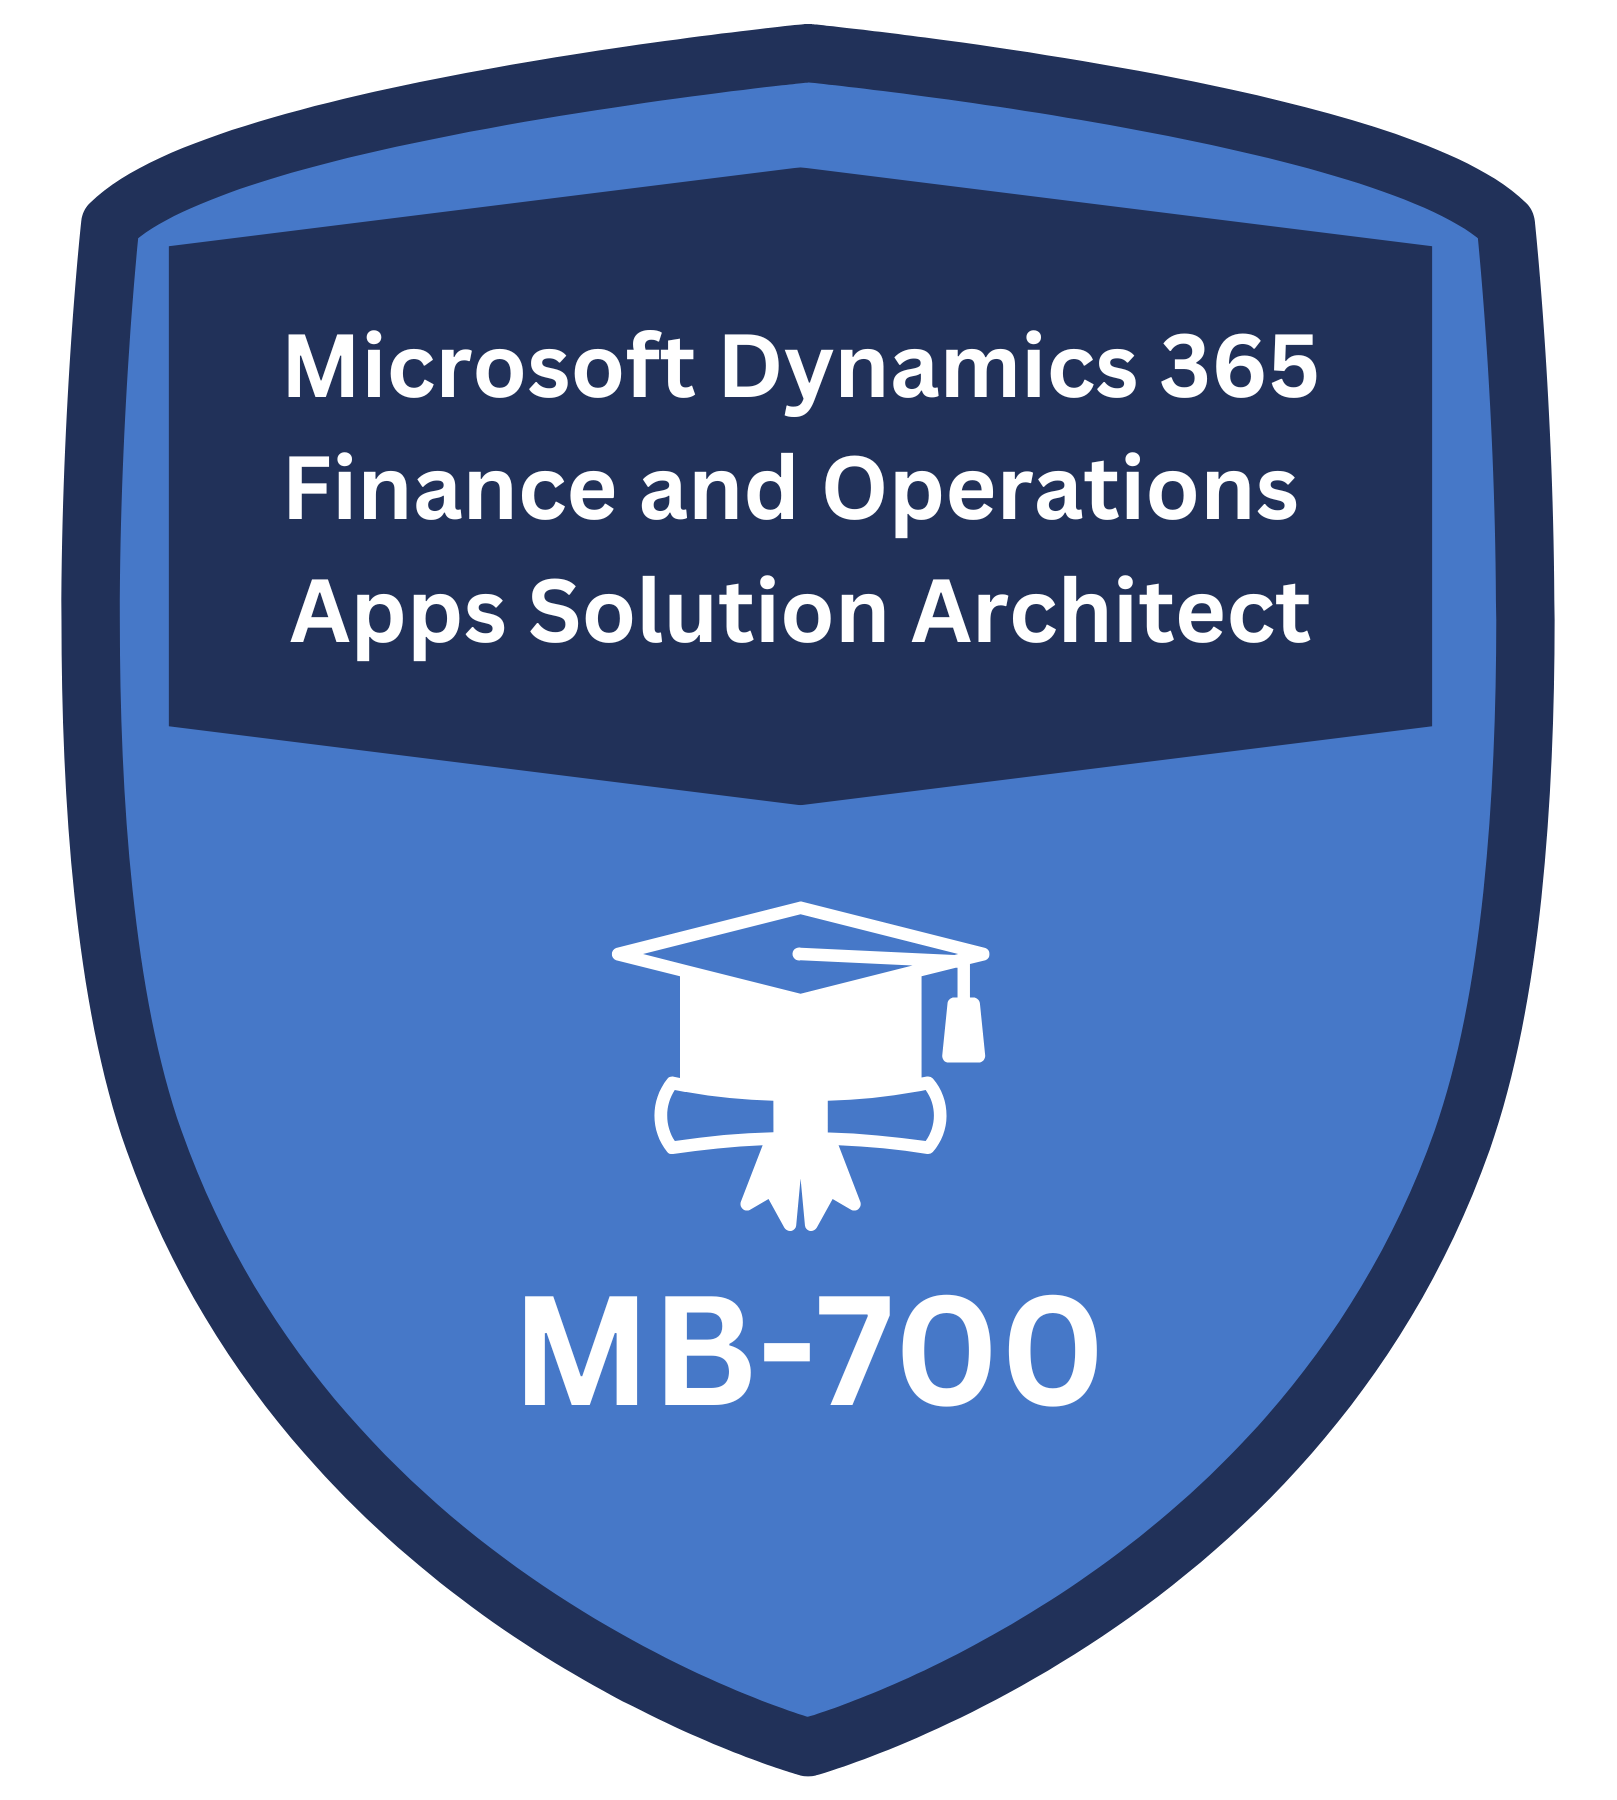 Microsoft Dynamics 365
Finance and Operations
Apps Solution Architect
MB-700